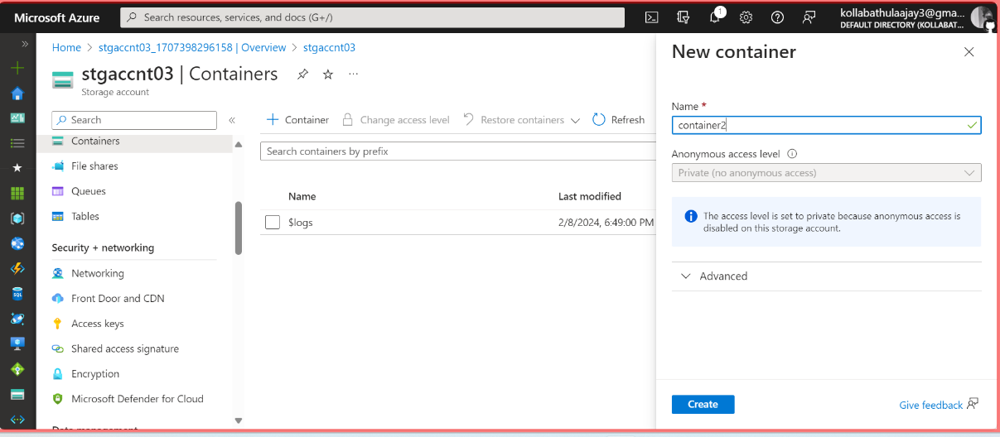 Microsoft Azure
Search resources, services, and docs (G+/)
1
kollabathulaajay3@gma...
DEFAULT DIRECTORY (KOLLABAT...
Home > stgaccnt03_1707398296158 | Overview > stgaccnt03
stgaccnt03 | Containers
Storage account
Search
Containers
File shares
Queues
Tables
Security + networking
Networking
Front Door and CDN
Access keys
Shared access signature
Encryption
Microsoft Defender for Cloud
Data management
Container
Change access level
Restore containers
Refresh
Search containers by prefix
Name
Last modified
$logs
2/8/2024, 6:49:00 PM
New container
Name *
container2
Anonymous access level
Private (no anonymous access)
The access level is set to private because anonymous access is
disabled on this storage account.
Advanced
Create
Give feedback